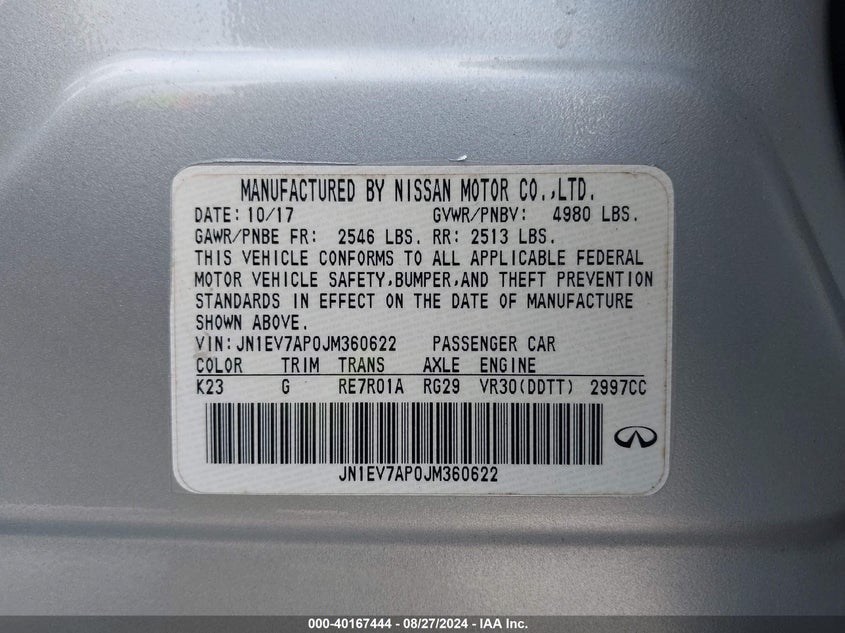 MANUFACTURED BY NISSAN MOTOR CO.,LTD.
DATE: 10/17 GVWR/PNBV: 4980 LBS.
GAWR/PNBE FR: 2546 LBS. RR: 2513 LBS.
THIS VEHICLE CONFORMS TO ALL APPLICABLE FEDERAL
MOTOR VEHICLE SAFETY,BUMPER,AND THEFT PREVENTION
STANDARDS IN EFFECT ON THE DATE OF MANUFACTURE
SHOWN ABOVE.
VIN:JN1EV7AP0JM360622 PASSENGER CAR
COLOR TRIM TRANS AXLE ENGINE
K23 G RE7R01A RG29 VR30(DDTT) 2997CC
JN1EV7AP0JM360622
000-40167444 - 08/27/2024 - IAA Inc.